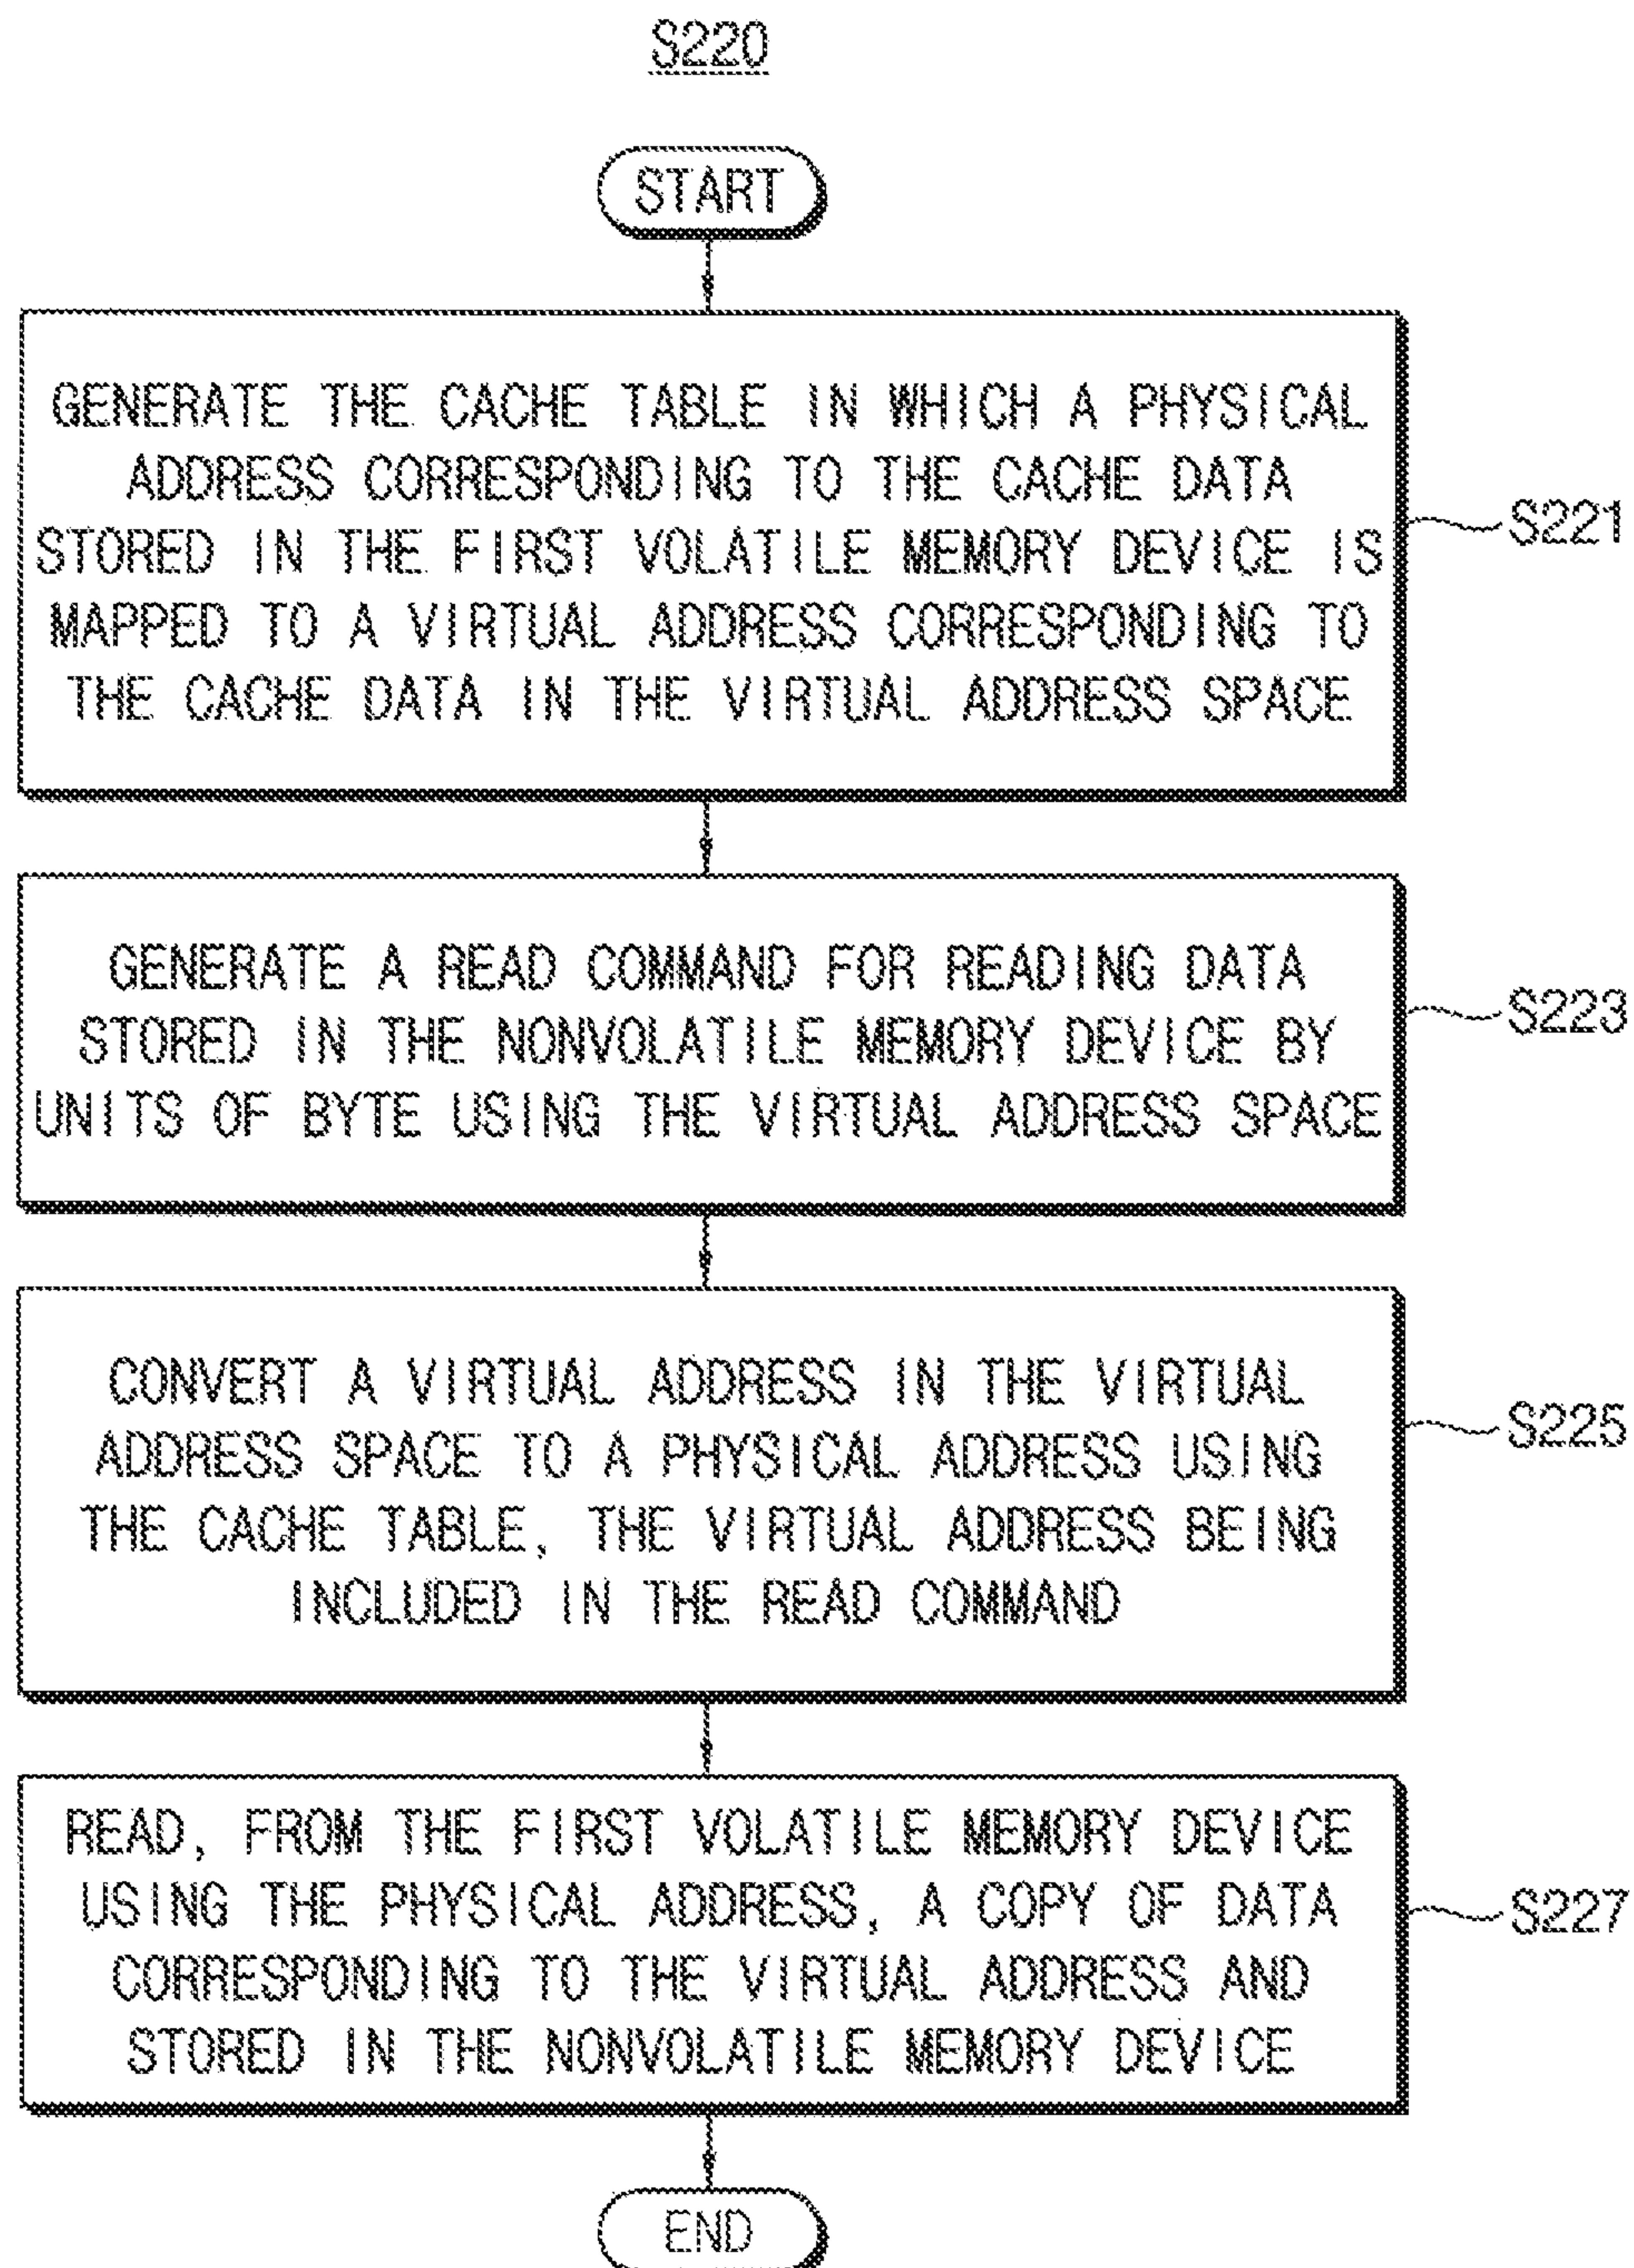 S220
START
GENERATE THE CACHE TABLE IN WHICH A PHYSICAL
ADDRESS CORRESPONDING TO THE CACHE DATA
STORED IN THE FIRST VOLATILE MEMORY DEVICE IS
MAPPED TO A VIRTUAL ADDRESS CORRESPONDING TO
THE CACHE DATA IN THE VIRTUAL ADDRESS SPACE
S221
GENERATE A READ COMMAND FOR READING DATA
STORED IN THE NONVOLATILE MEMORY DEVICE BY
UNITS OF BYTE USING THE VIRTUAL ADDRESS SPACE
S223
CONVERT A VIRTUAL ADDRESS IN THE VIRTUAL
ADDRESS SPACE TO A PHYSICAL ADDRESS USING
THE CACHE TABLE, THE VIRTUAL ADDRESS BEING
INCLUDED IN THE READ COMMAND
S225
READ, FROM THE FIRST VOLATILE MEMORY DEVICE
USING THE PHYSICAL ADDRESS, A COPY OF DATA
CORRESPONDING TO THE VIRTUAL ADDRESS AND
STORED IN THE NONVOLATILE MEMORY DEVICE
S227
END